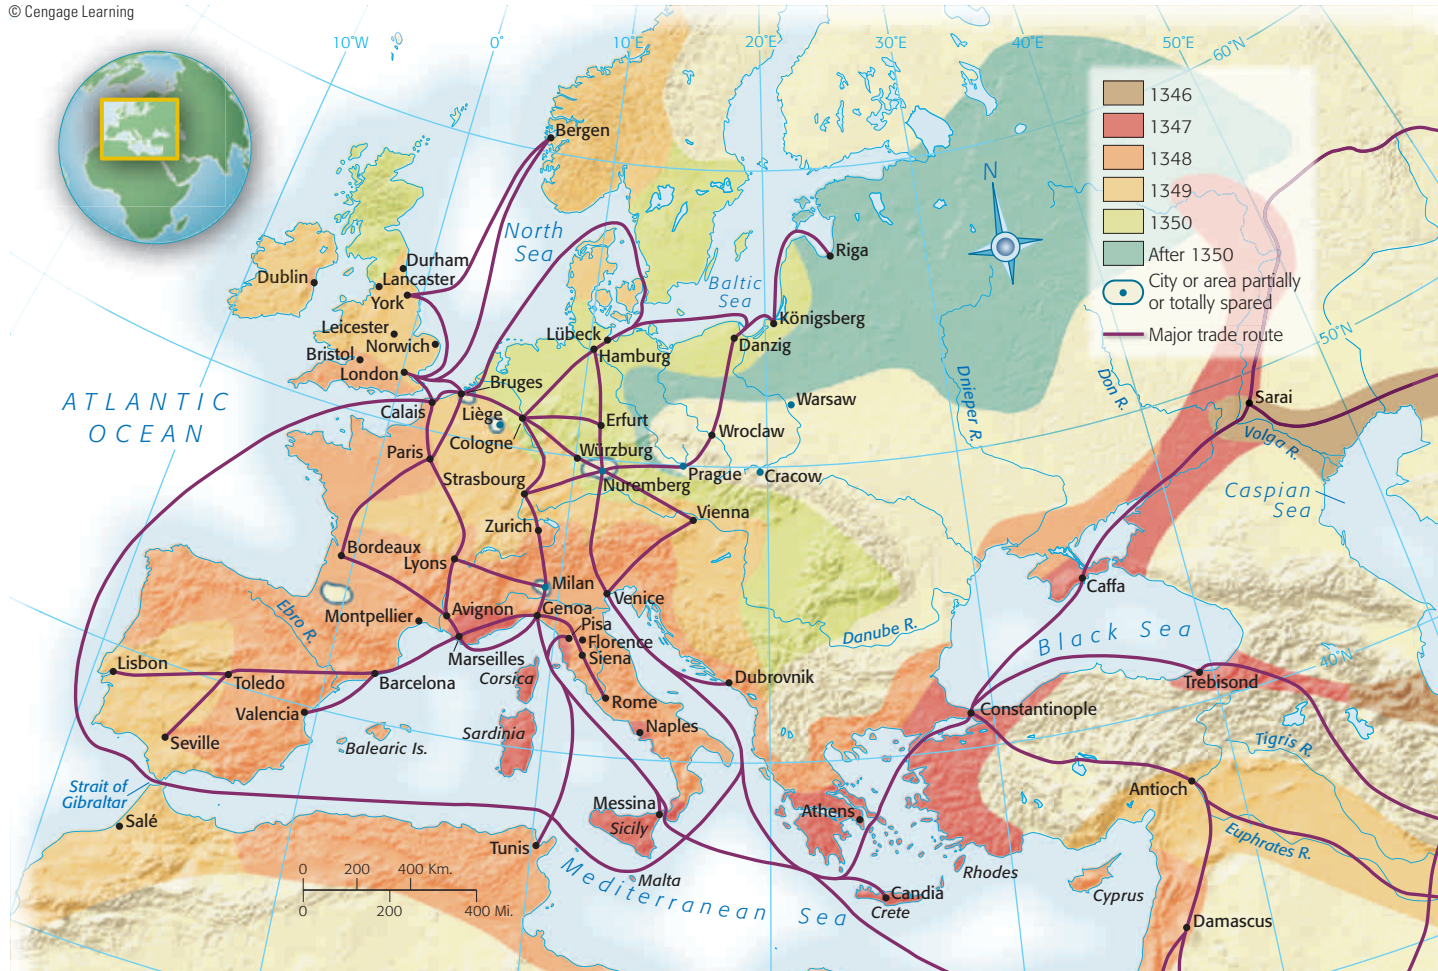 © Cengage Learning
10°W
0°
10°E
20°E
30°E
40°E
50°E
60°N
1346
1347
1348
1349
1350
After 1350
City or area partially
or totally spared
Major trade route
N
50°N
40°N
Bergen
North
Sea
Riga
Baltic
Sea
Durham
Lancaster
York
Dublin
Leicester
Norwich
Bristol
London
Königsberg
Danzig
Lübeck
Hamburg
Bruges
Calais
Liège
Cologne
Erfurt
Warsaw
Wroclaw
Dnieper R.
Don R.
Sarai
Volga R.
Caspian
Sea
ATLANTIC
OCEAN
Paris
Würzburg
Strasbourg
Nuremberg
Prague
Cracow
Vienna
Zurich
Bordeaux
Lyons
Milan
Venice
Caffa
Montpellier
Avignon
Genoa
Pisa
Florence
Siena
Ebro R.
Danube R.
Black Sea
Marseilles
Corsica
Lisbon
Toledo
Barcelona
Dubrovnik
Trebisond
Rome
Valencia
Constantinople
Seville
Balearic Is.
Sardinia
Naples
Tigris R.
Strait of
Gibraltar
Antioch
Messina
Sicily
Athens
Salé
Tunis
Euphrates R.
Malta
Rhodes
Cyprus
0 200 400 Km.
0 200 400 Mi.
Mediterranean Sea
Candia
Crete
Damascus